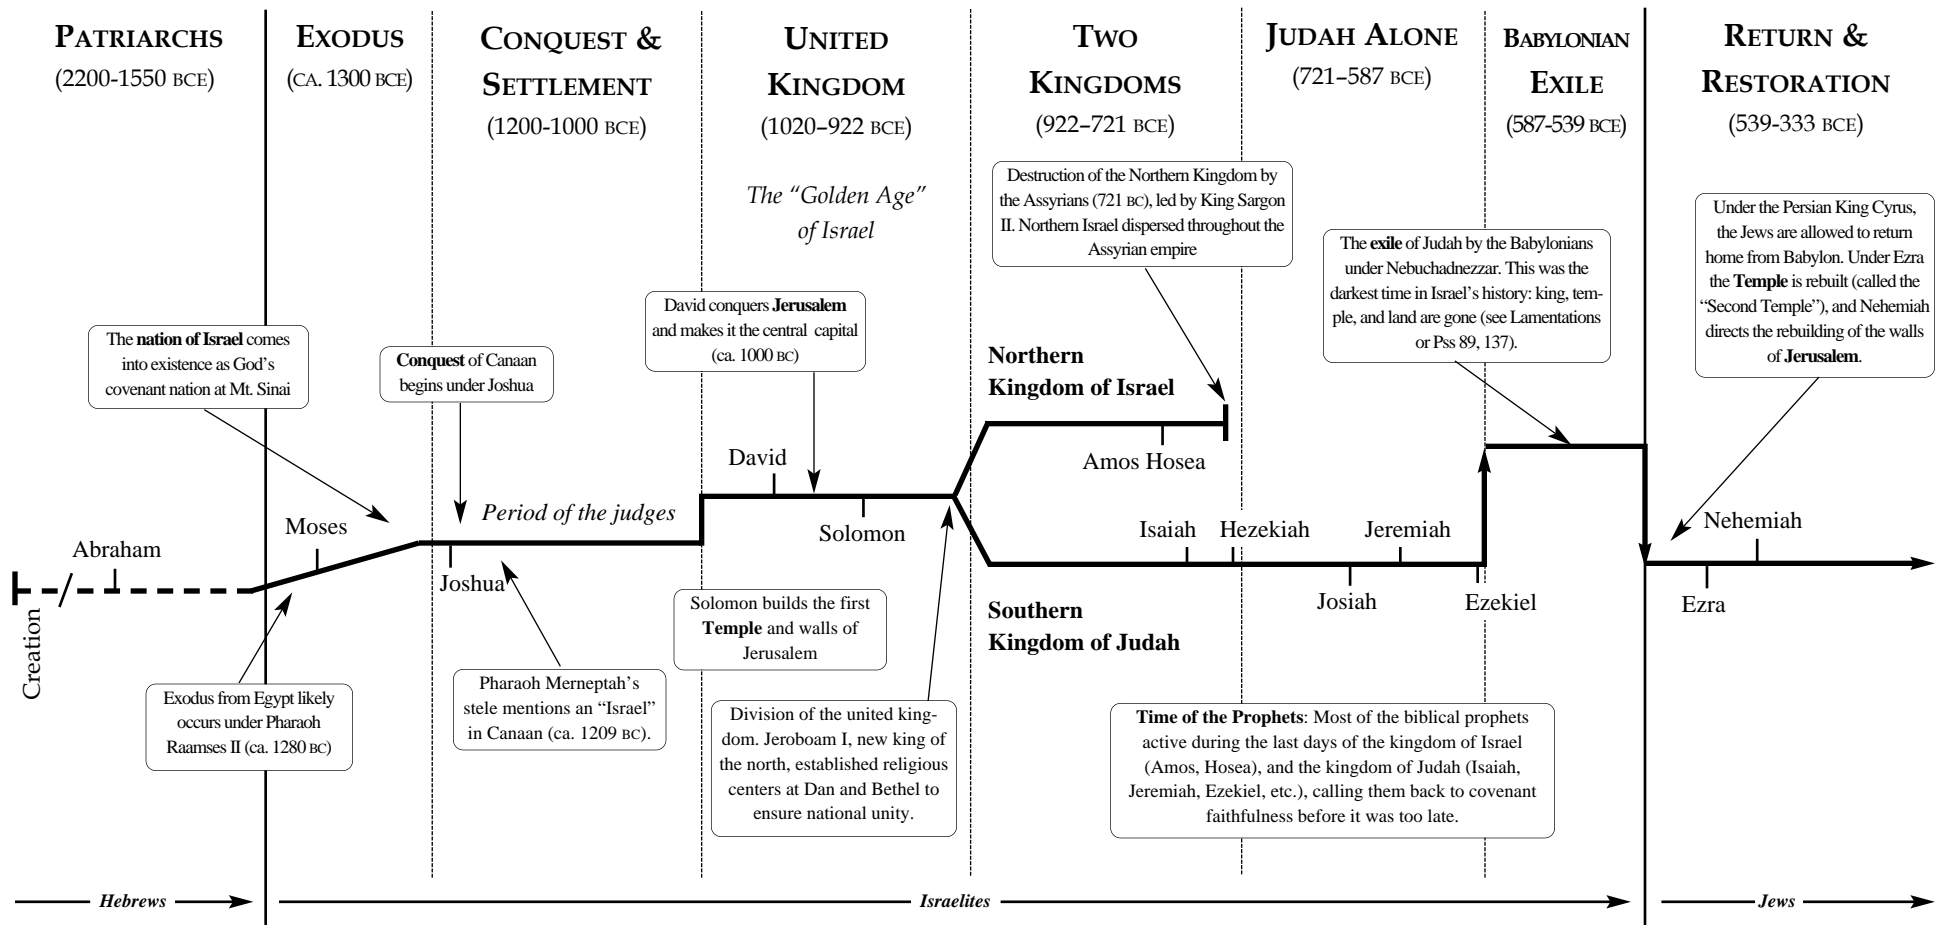 PATRIARCHS
(2200-1550 BCE)
EXODUS
(CA. 1300 BCE)
CONQUEST &
SETTLEMENT
(1200-1000 BCE)
UNITED
KINGDOM
(1020–922 BCE)
TWO
KINGDOMS
(922–721 BCE)
JUDAH ALONE
(721–587 BCE)
BABYLONIAN
EXILE
(587-539 BCE)
RETURN &
RESTORATION
(539-333 BCE)
The “Golden Age”
of Israel
Destruction of the Northern Kingdom by
the Assyrians (721 BC), led by King Sargon
II. Northern Israel dispersed throughout the
Assyrian empire
The exile of Judah by the Babylonians
under Nebuchadnezzar. This was the
darkest time in Israel’s history: king, tem-
ple, and land are gone (see Lamentations
or Pss 89, 137).
Under the Persian King Cyrus,
the Jews are allowed to return
home from Babylon. Under Ezra
the Temple is rebuilt (called the
“Second Temple”), and Nehemiah
directs the rebuilding of the walls
of Jerusalem.
The nation of Israel comes
into existence as God’s
covenant nation at Mt. Sinai
Conquest of Canaan
begins under Joshua
David conquers Jerusalem
and makes it the central capital
(ca. 1000 BC)
Northern
Kingdom of Israel
Amos Hosea
David
Solomon
Period of the judges
Moses
Abraham
Joshua
Creation
Isaiah
Hezekiah
Jeremiah
Josiah
Ezekiel
Nehemiah
Ezra
Southern
Kingdom of Judah
Exodus from Egypt likely
occurs under Pharaoh
Raamses II (ca. 1280 BC)
Pharaoh Merneptah’s
stele mentions an “Israel”
in Canaan (ca. 1209 BC).
Solomon builds the first
Temple and walls of
Jerusalem
Division of the united king-
dom. Jeroboam I, new king of
the north, established religious
centers at Dan and Bethel to
ensure national unity.
Time of the Prophets: Most of the biblical prophets
active during the last days of the kingdom of Israel
(Amos, Hosea), and the kingdom of Judah (Isaiah,
Jeremiah, Ezekiel, etc.), calling them back to covenant
faithfulness before it was too late.
Hebrews
Israelites
Jews